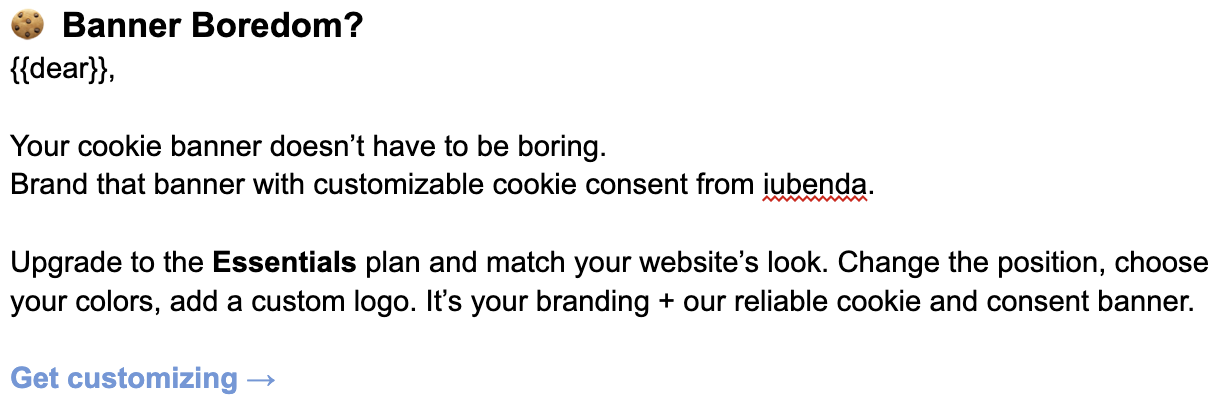 🍪 Banner Boredom?
{{dear}},
Your cookie banner doesn’t have to be boring.
Brand that banner with customizable cookie consent from iubenda.
Upgrade to the Essentials plan and match your website’s look. Change the position, choose
your colors, add a custom logo. It’s your branding + our reliable cookie and consent banner.
Get customizing →